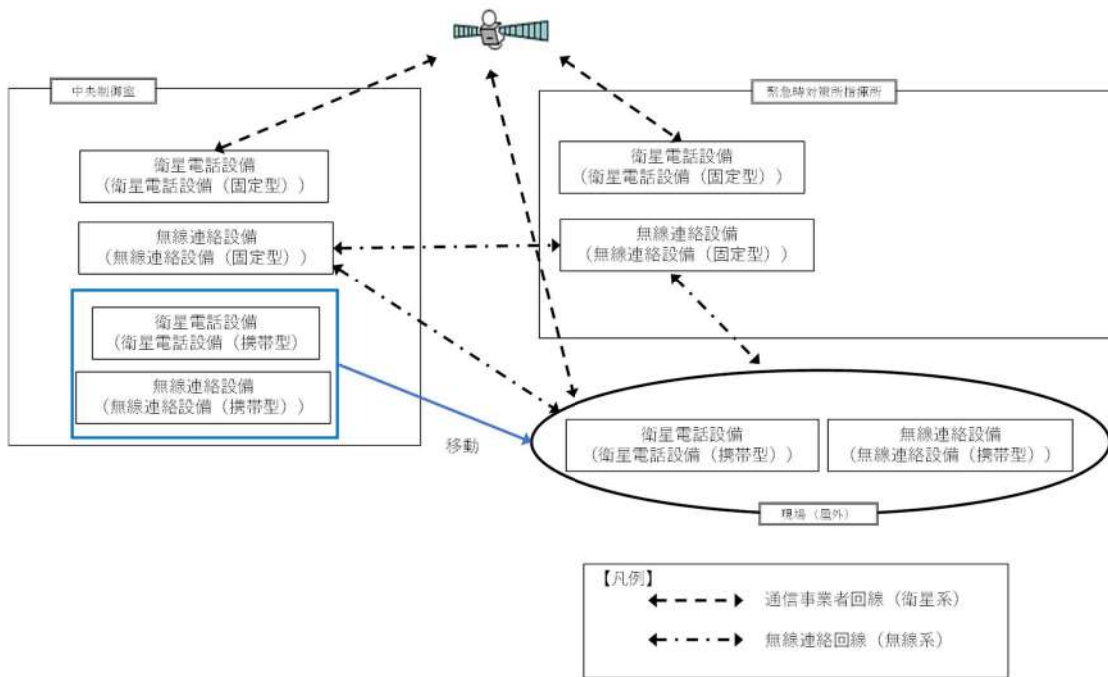 中央制御室
緊急時対策所指揮所
衛星電話設備
(衛星電話設備(固定型))
衛星電話設備
(衛星電話設備(固定型))
無線連絡設備
(無線連絡設備(固定型))
無線連絡設備
(無線連絡設備(固定型))
衛星電話設備
(衛星電話設備(携帯型)
無線連絡設備
(無線連絡設備(携帯型))
移動
衛星電話設備
(衛星電話設備(携帯型))
無線連絡設備
(無線連絡設備(携帯型))
現場(屋外)
【凡例】
通信事業者回線(衛星系)
無線連絡回線(無線系)